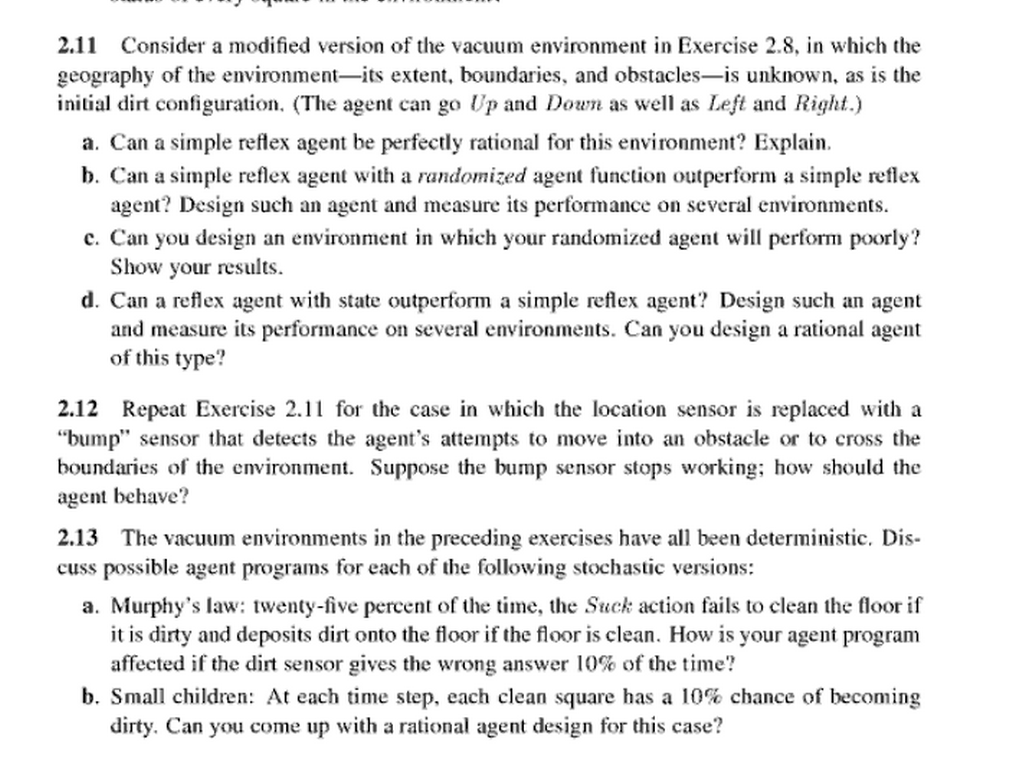 2.11 Consider a modified version of the vacuum environment in Exercise 2.8, in which the
geography of the environment—its extent, boundaries, and obstacles—is unknown, as is the
initial dirt configuration. (The agent can go Up and Down as well as Left and Right.)
a. Can a simple reflex agent be perfectly rational for this environment? Explain.
b. Can a simple reflex agent with a randomized agent function outperform a simple reflex
agent? Design such an agent and measure its performance on several environments.
c. Can you design an environment in which your randomized agent will perform poorly?
Show your results.
d. Can a reflex agent with state outperform a simple reflex agent? Design such an agent
and measure its performance on several environments. Can you design a rational agent
of this type?
2.12 Repeat Exercise 2.11 for the case in which the location sensor is replaced with a
“bump” sensor that detects the agent’s attempts to move into an obstacle or to cross the
boundaries of the environment. Suppose the bump sensor stops working; how should the
agent behave?
2.13 The vacuum environments in the preceding exercises have all been deterministic. Dis-
cuss possible agent programs for each of the following stochastic versions:
a. Murphy’s law: twenty-five percent of the time, the Suck action fails to clean the floor if
it is dirty and deposits dirt onto the floor if the floor is clean. How is your agent program
affected if the dirt sensor gives the wrong answer 10% of the time?
b. Small children: At each time step, each clean square has a 10% chance of becoming
dirty. Can you come up with a rational agent design for this case?